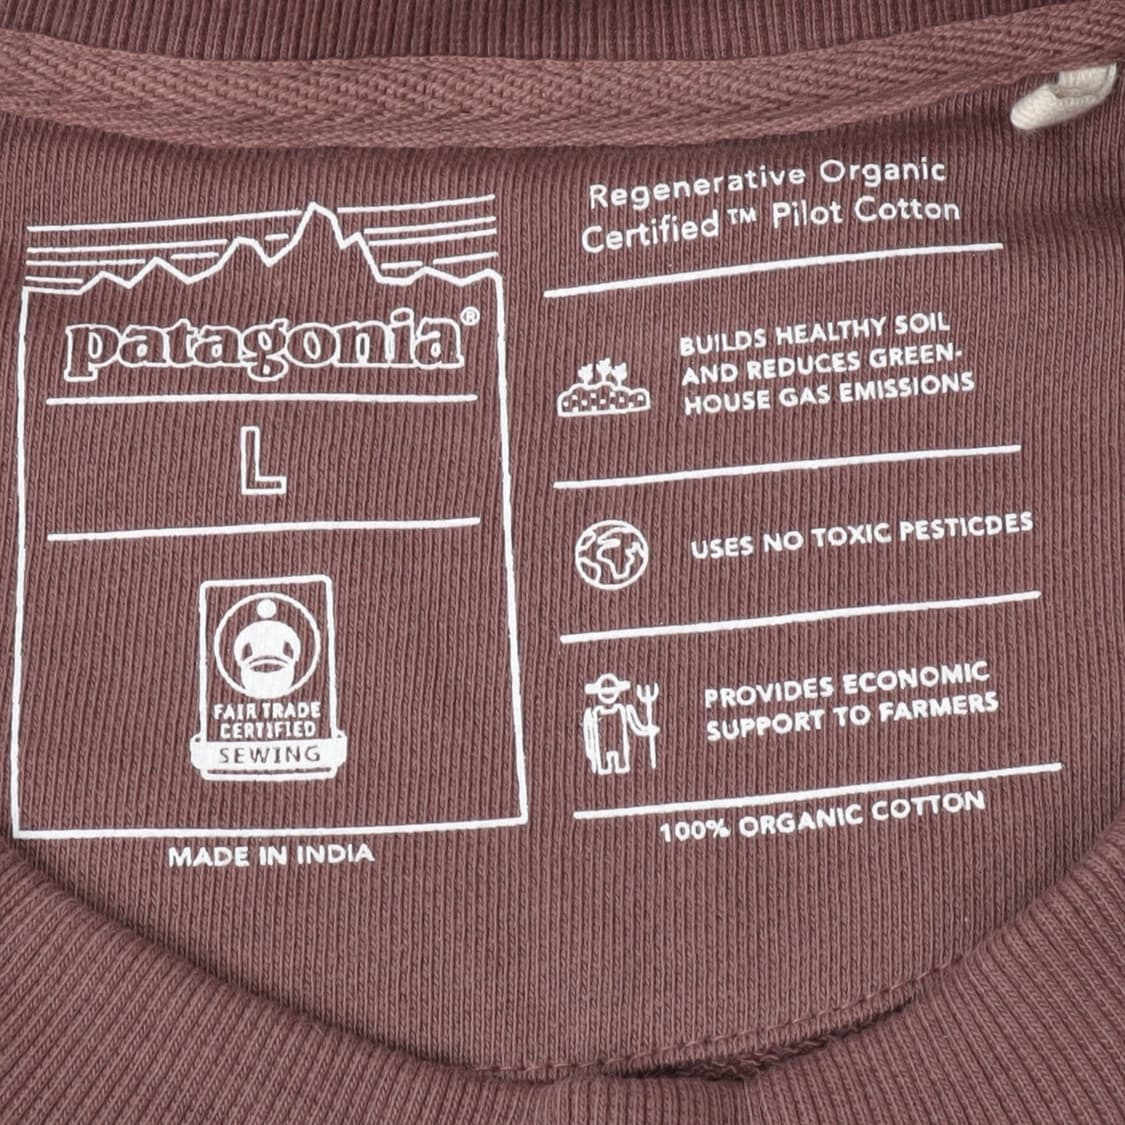 patagonia®
L
FAIR TRADE
CERTIFIED
SEWING
MADE IN INDIA
Regenerative Organic
Certified™ Pilot Cotton
BUILDS HEALTHY SOIL
AND REDUCES GREEN-
HOUSE GAS EMISSIONS
USES NO TOXIC PESTICDES
PROVIDES ECONOMIC
SUPPORT TO FARMERS
100% ORGANIC COTTON